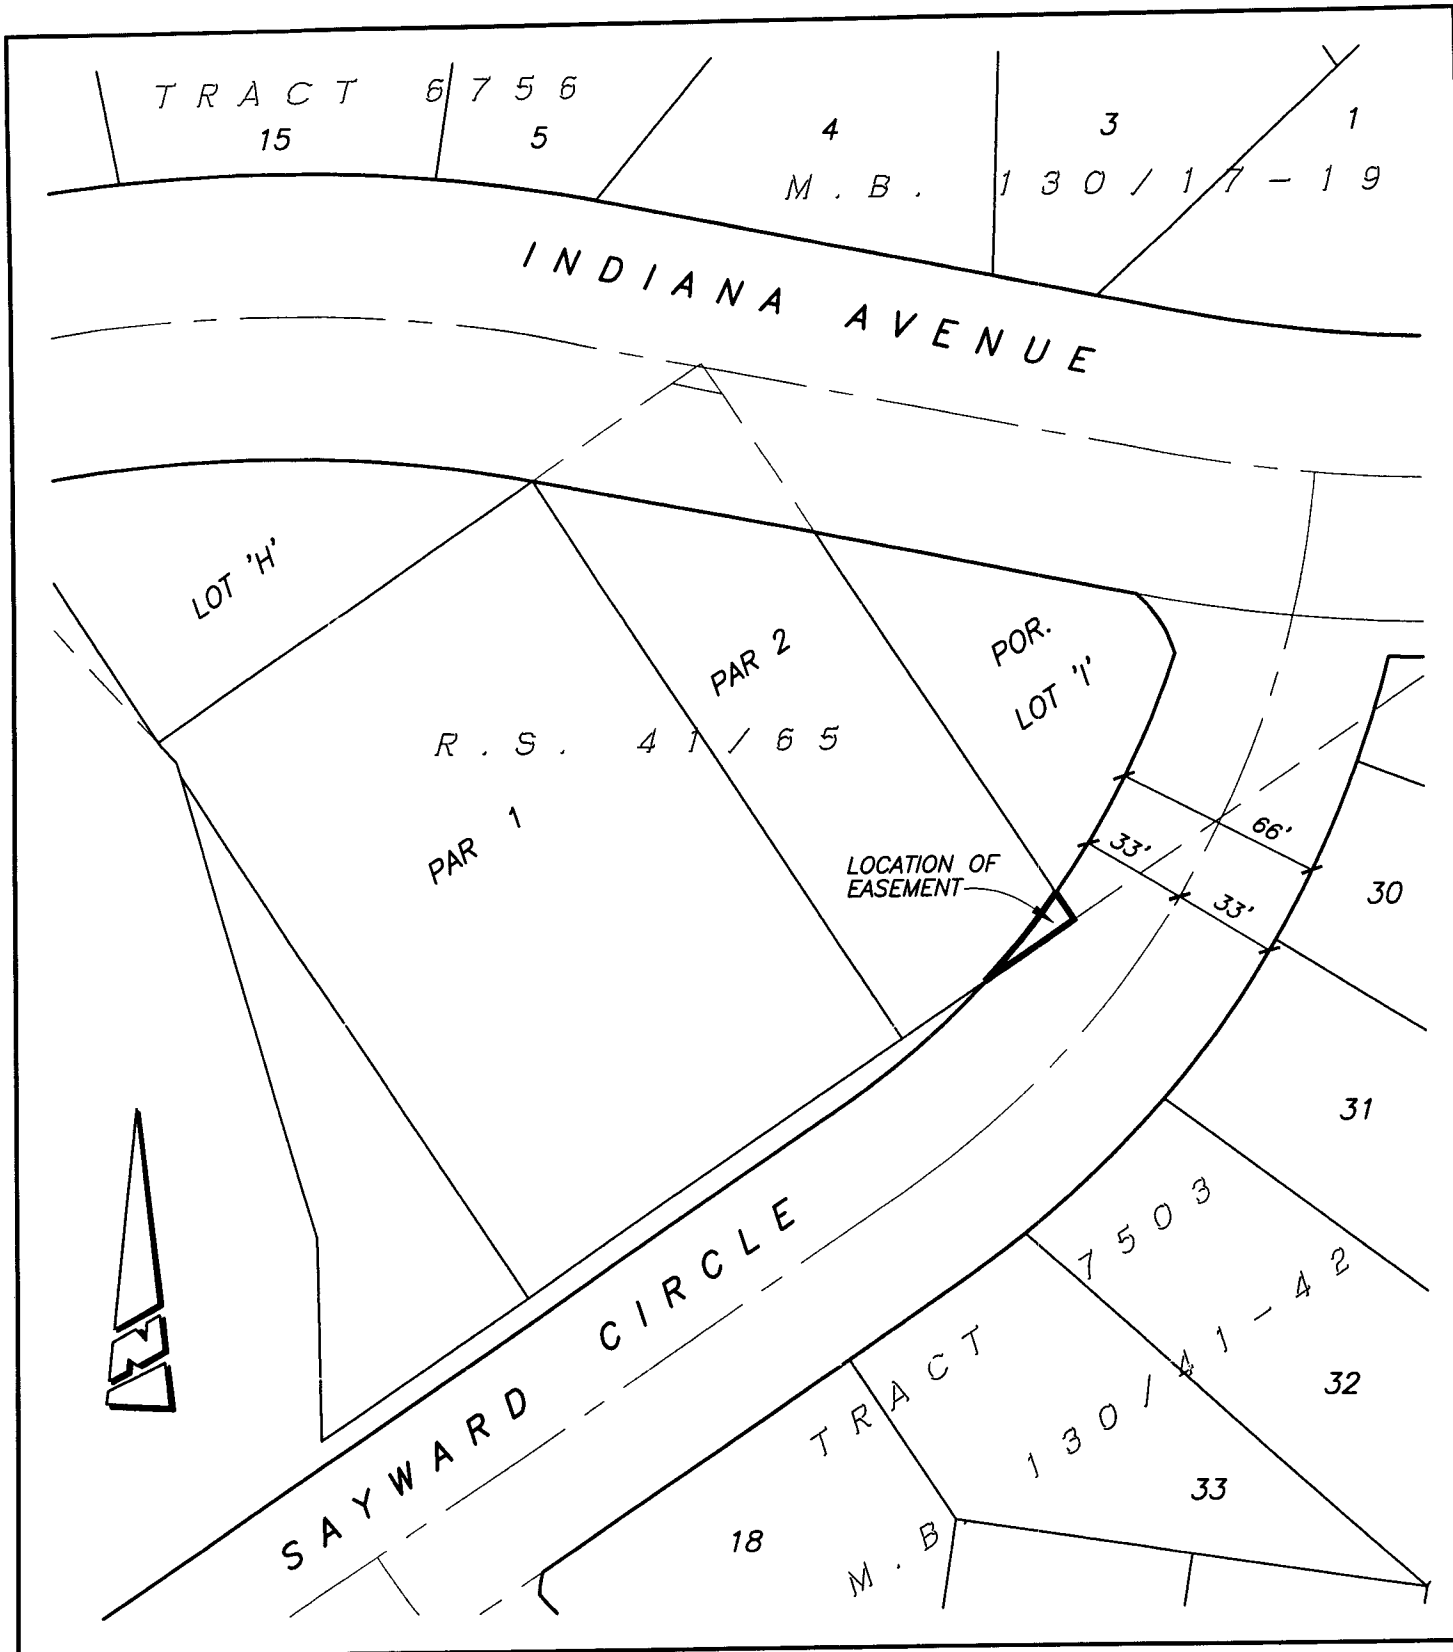 TRACT 6756
15
5
4
3
1
M.B. 130/17-19
INDIANA AVENUE
LOT 'H'
PAR 2
POR.
LOT 'I'
R.S. 41/65
PAR 1
66'
33'
33'
LOCATION OF
EASEMENT
30
31
N
SAYWARD CIRCLE
TRACT 7503
M.B. 130/41-42
32
33
18